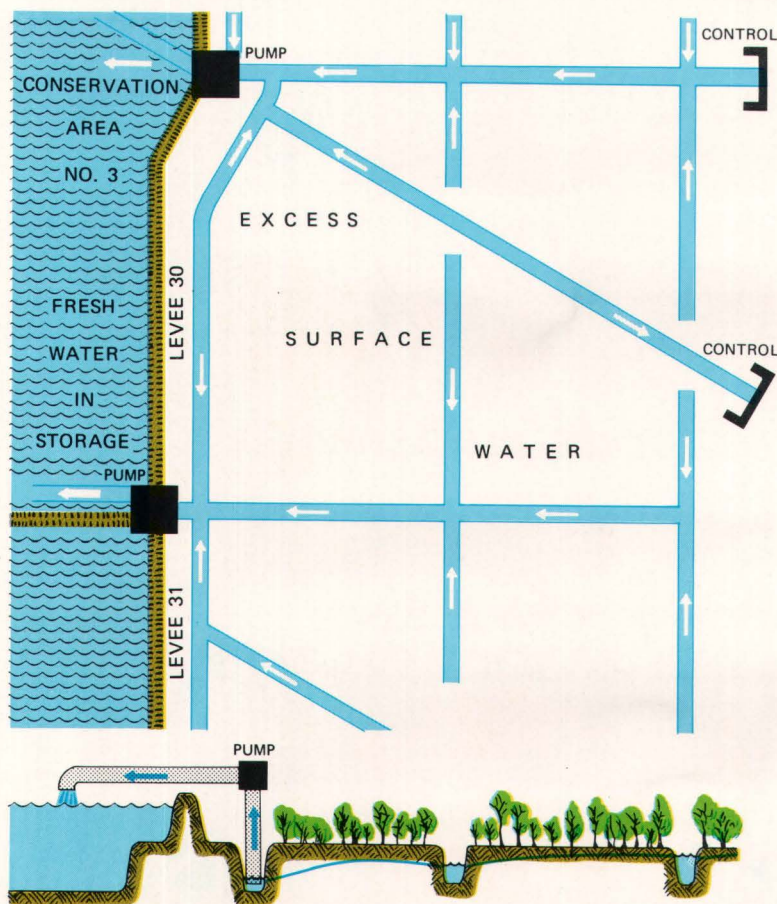 PUMP
CONTROL
CONSERVATION
AREA
NO. 3
EXCESS
LEVEE 30
FRESH
WATER
IN
STORAGE
SURFACE
CONTROL
WATER
PUMP
LEVEE 31
PUMP